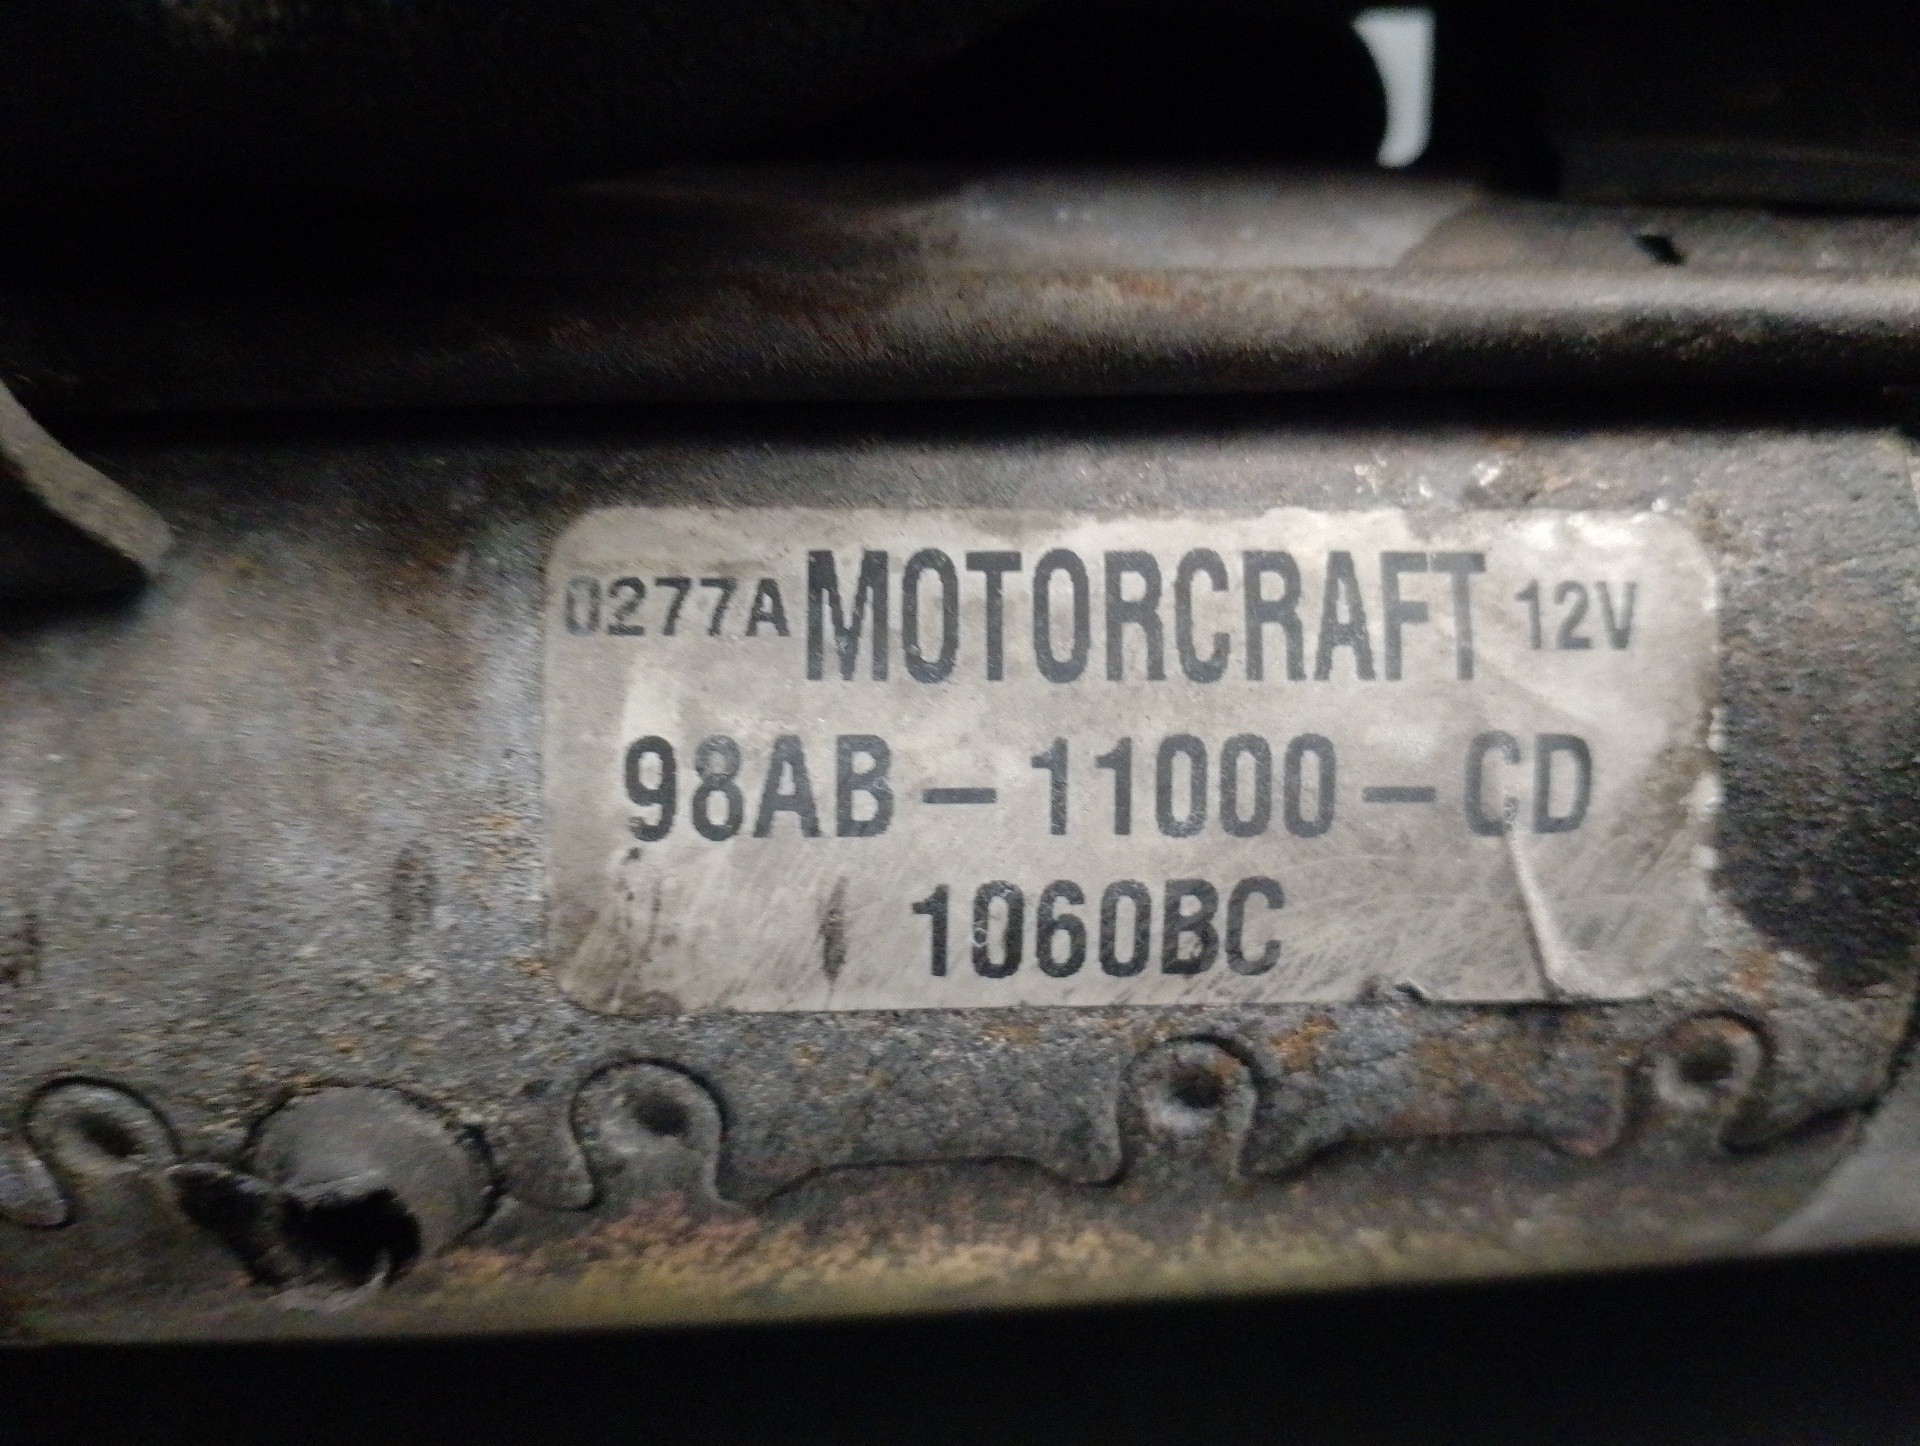 0277A MOTORCRAFT 12V
98AB-11000-CD
1060BC